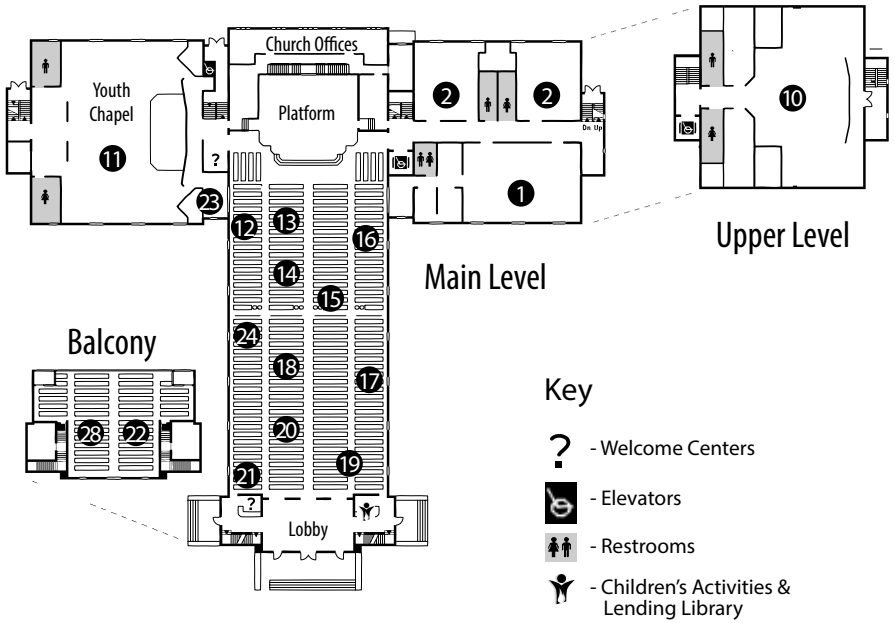 Church Offices
Youth
Chapel
Platform
2
2
10
11
?
Dn Up
1
23
12
13
16
Upper Level
14
Main Level
15
24
Balcony
18
17
28
22
20
19
21
?
Lobby
Key
? - Welcome Centers
- Elevators
- Restrooms
- Children's Activities &
Lending Library